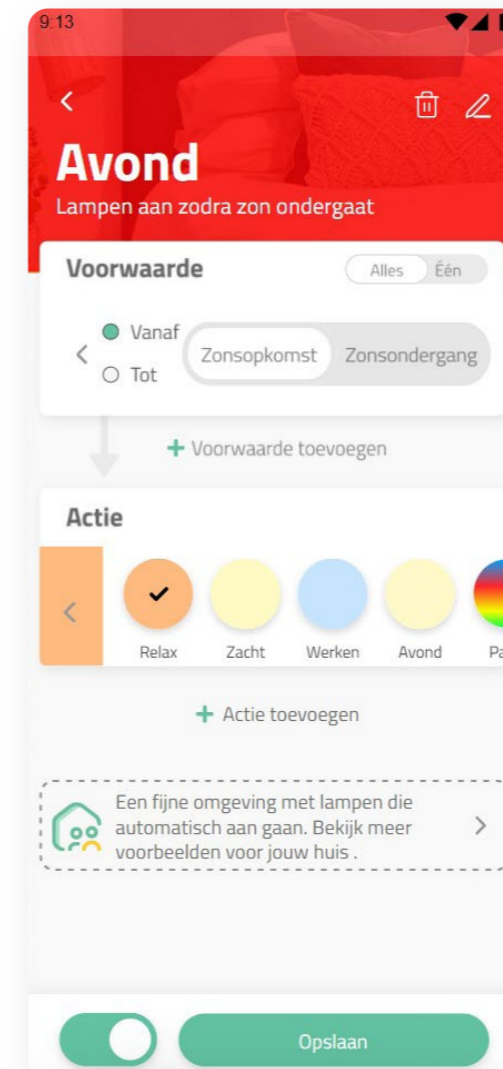 9:13
Avond
Lampen aan zodra zon ondergaat
Voorwaarde
Alles Één
Vanaf
Tot
Zonsopkomst Zonsondergang
+ Voorwaarde toevoegen
Actie
Relax Zacht Werken Avond Pa
+ Actie toevoegen
Een fijne omgeving met lampen die
automatisch aan gaan. Bekijk meer
voorbeelden voor jouw huis .
Opslaan